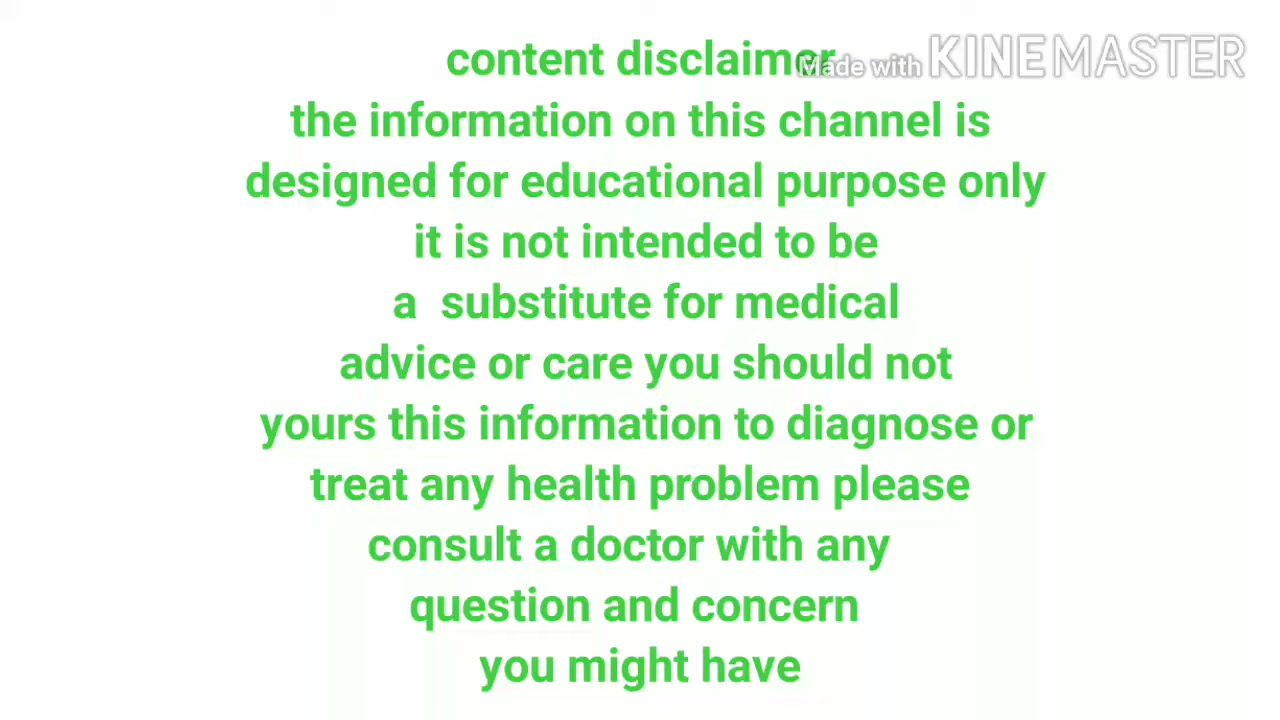 content disclaimer
Made with KINEMASTER
the information on this channel is
designed for educational purpose only
it is not intended to be
a  substitute for medical
advice or care you should not
yours this information to diagnose or
treat any health problem please
consult a doctor with any
question and concern
you might have